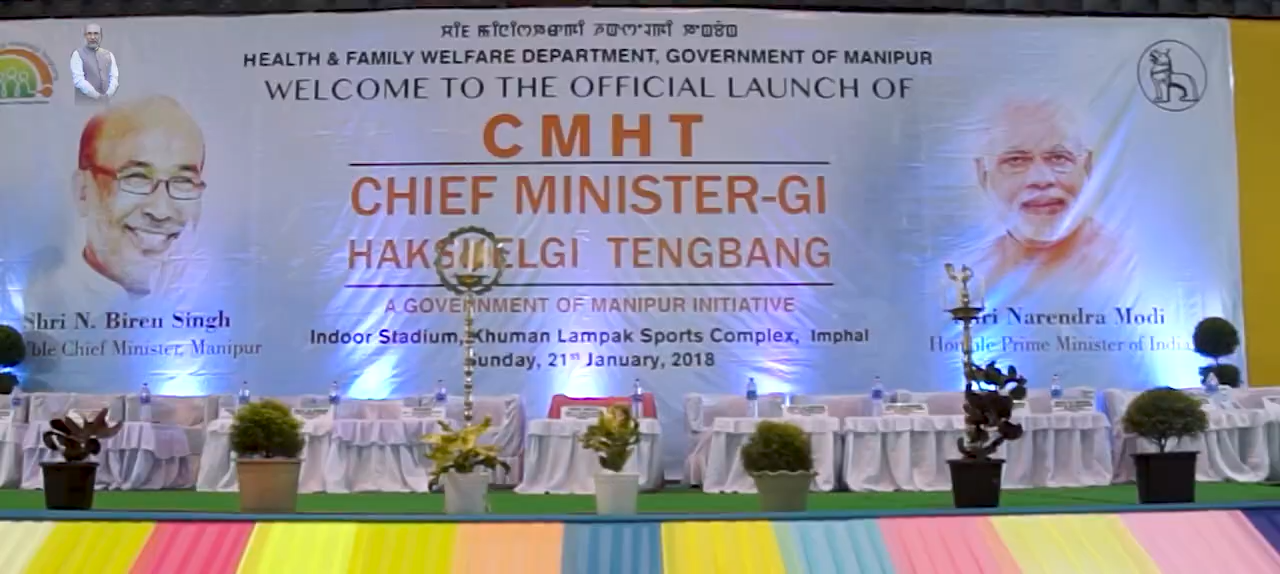 HEALTH & FAMILY WELFARE DEPARTMENT, GOVERNMENT OF MANIPUR
WELCOME TO THE OFFICIAL LAUNCH OF
CMHT
CHIEF MINISTER-GI
TENGBANG
A GOVERNMENT OF MANIPUR INITIATIVE
Indoor Stadium, Khuman Lampak Sports Complex, Imphal
Sunday, 21st January, 2018
Shri N. Biren Singh
Chief Minister, Manipur
Narendra Modi
Prime Minister of India